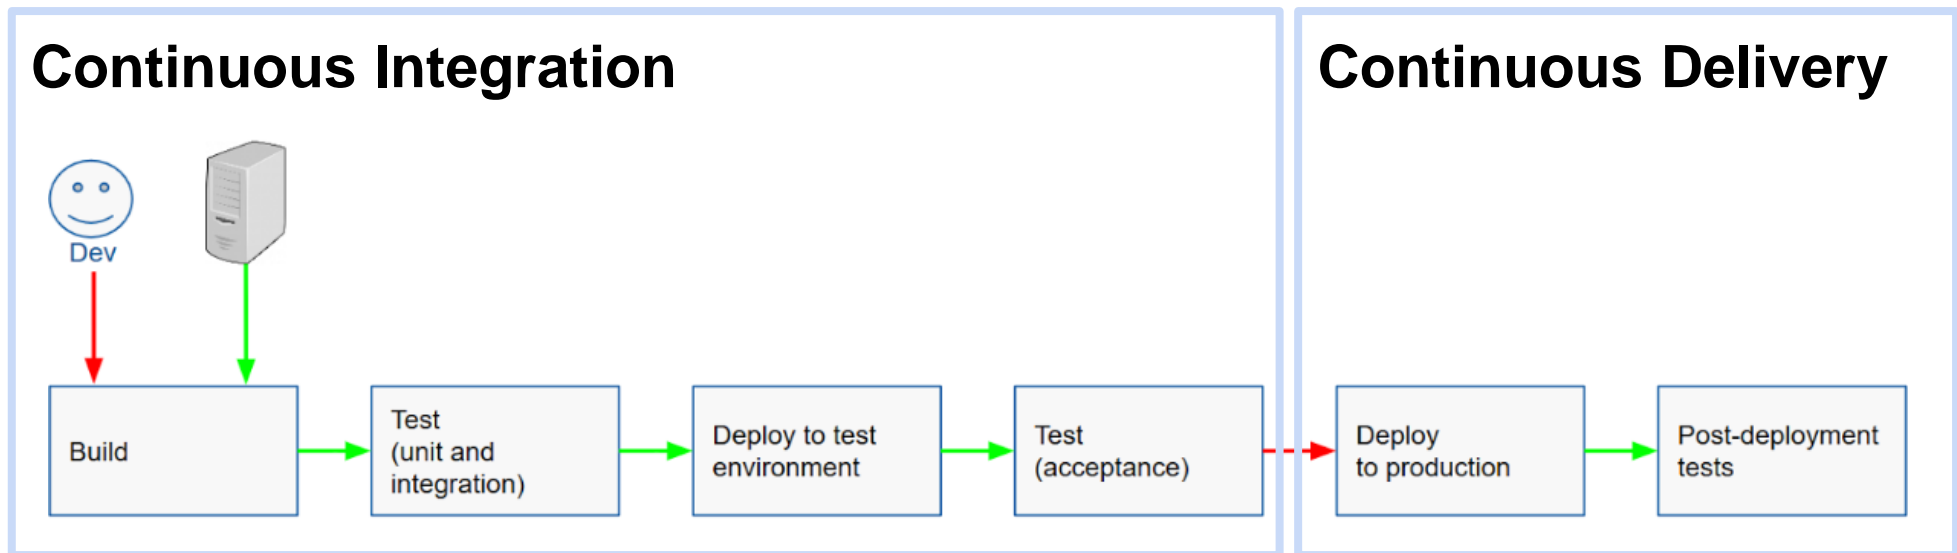 Continuous Integration
Continuous Delivery
Dev
Build
Test
(unit and
integration)
Deploy to test
environment
Test
(acceptance)
Deploy
to production
Post-deployment
tests